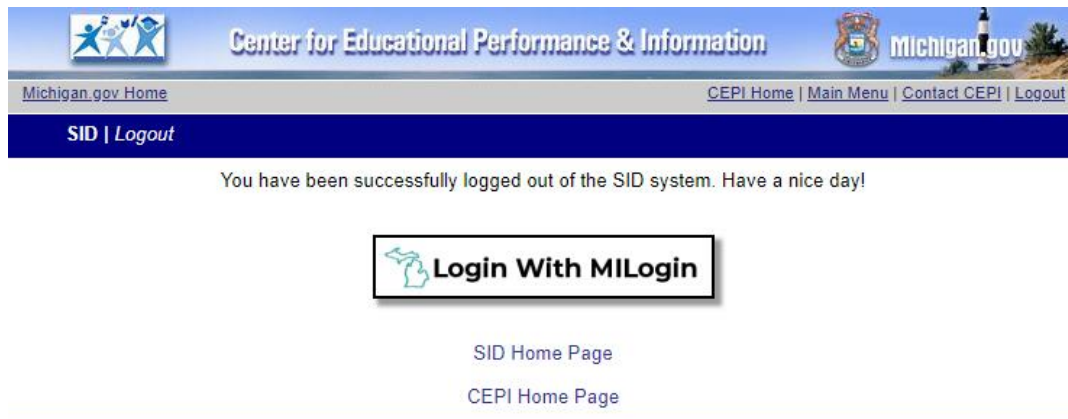 Center for Educational Performance & Information
Michigan.gov
Michigan.gov Home
CEPI Home | Main Menu | Contact CEPI | Logout
SID | Logout
You have been successfully logged out of the SID system. Have a nice day!
Login With MILogin
SID Home Page
CEPI Home Page